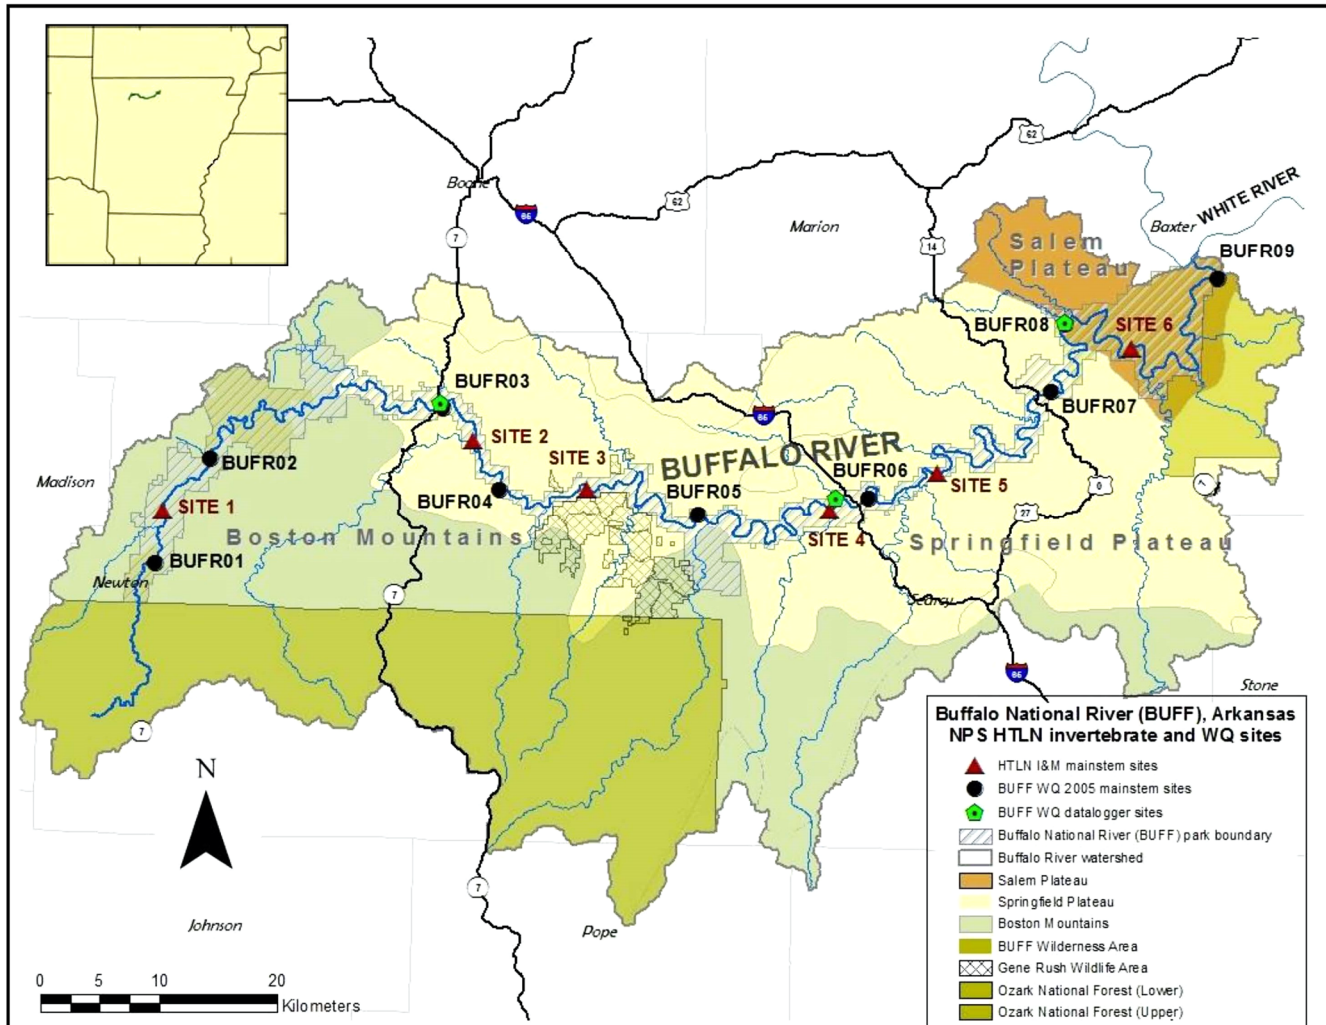 Boone
62
62
65
7
Marion
14
Baxter
WHITE RIVER
Salem
Plateau
BUFR09
BUFR08
SITE 6
BUFR03
BUFR07
65
SITE 2
BUFFALO RIVER
SITE 3
BUFR02
BUFR06
SITE 5
Madison
BUFR04
BUFR05
0
7
SITE 1
27
Boston Mountains
SITE 4
Springfield Plateau
BUFR01
Newton
7
Searcy
65
Stone
7
N
7
Johnson
Pope
0 5 10 20
Kilometers
Buffalo National River (BUFF), Arkansas
NPS HTLN invertebrate and WQ sites
HTLN I&M mainstem sites
BUFF WQ 2005 mainstem sites
BUFF WQ datalogger sites
Buffalo National River (BUFF) park boundary
Buffalo River watershed
Salem Plateau
Springfield Plateau
Boston Mountains
BUFF Wilderness Area
Gene Rush Wildlife Area
Ozark National Forest (Lower)
Ozark National Forest (Upper)